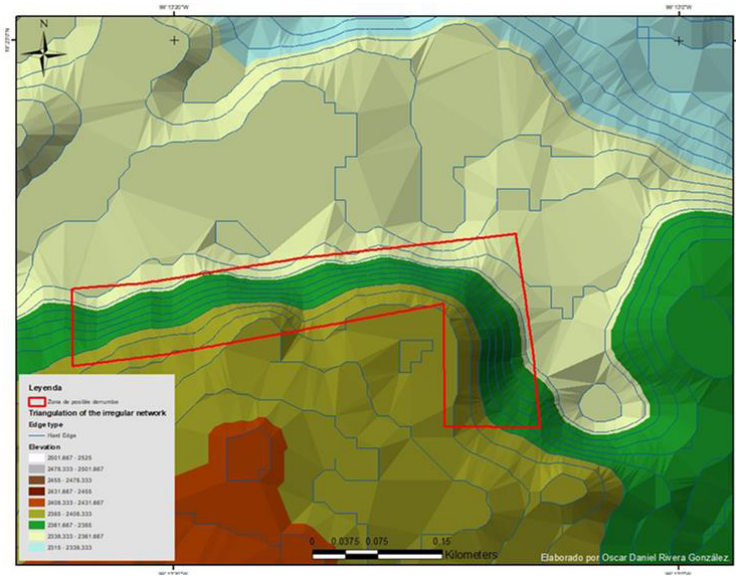 N
Leyenda
Zona de posible derrumbe
Triangulation of the irregular network
Edge type
Hard Edge
Elevation
2501.667 - 2525
2478.333 - 2501.667
2455 - 2478.333
2431.667 - 2455
2408.333 - 2431.667
2385 - 2408.333
2361.667 - 2385
2338.333 - 2361.667
2315 - 2338.333
0 0.0375 0.075 0.15
Kilometers
Elaborado por Oscar Daniel Rivera González